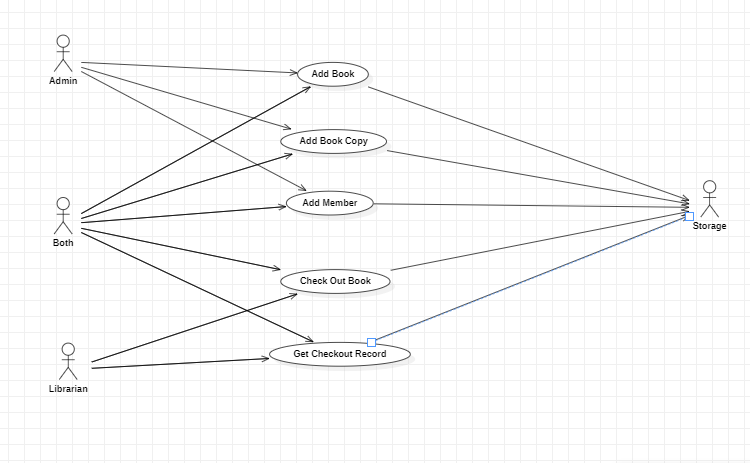 Admin
Add Book
Add Book Copy
Add Member
Both
Storage
Check Out Book
Get Checkout Record
Librarian